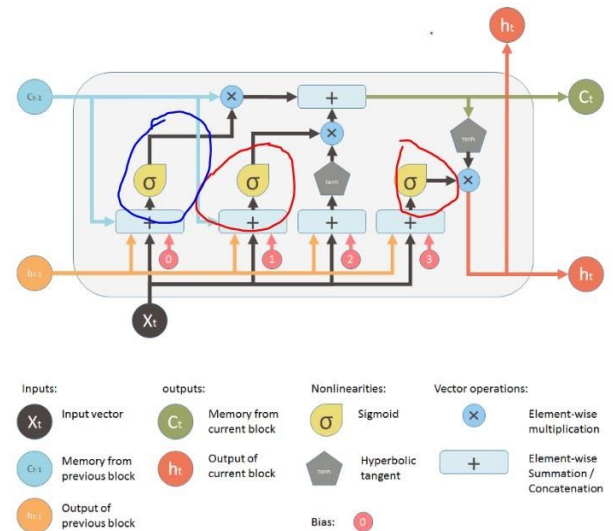 hₜ
Cₜ₋₁
×
+
Cₜ
×
tanh
σ
σ
tanh
σ
×
+
+
+
+
hₜ₋₁
0
1
2
3
hₜ
Xₜ
Inputs:
outputs:
Nonlinearities:
Vector operations:
Xₜ
Input vector
Cₜ
Memory from
current block
σ
Sigmoid
×
Element-wise
multiplication
Cₜ₋₁
Memory from
previous block
hₜ
Output of
current block
tanh
Hyperbolic
tangent
+
Element-wise
Summation /
Concatenation
hₜ₋₁
Output of
previous block
Bias:
0